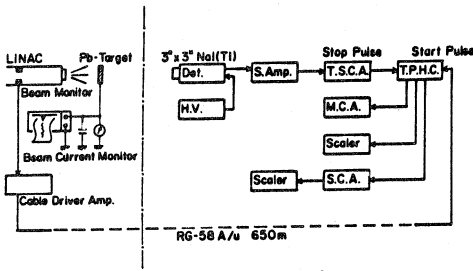 LINAC
Pb-Target
Beam Monitor
Beam Current Monitor
Cable Driver Amp.
3" x 3" NaI(Tl)
Det.
H.V.
S.Amp.
Stop Pulse
T.S.C.A.
Start Pulse
T.P.H.C.
M.C.A.
Scaler
Scaler
S.C.A.
RG-58 A/u 650m